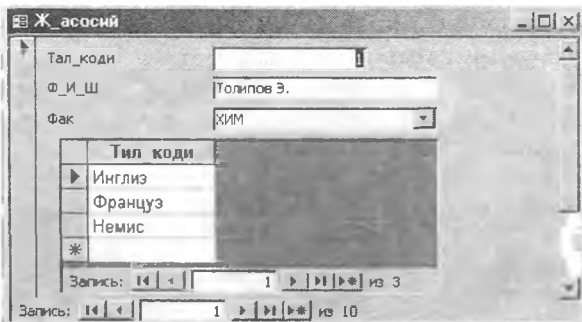 Ж_асосий
Тал_коди 1
Ф_И_Ш Толипов Э.
Фак ХИМ
Тил коди
Инглиз
Француз
Немис
Запись: 1 из 3
Запись: 1 из 10